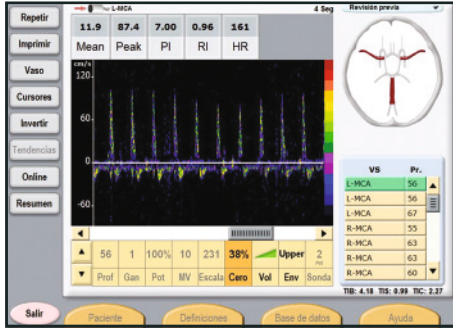 L-MCA 4 Seg Revisión previa
Repetir
Imprimir
Vaso
Cursores
Invertir
Tendencias
Online
Resumen
Salir
11.9 87.4 7.00 0.96 161
Mean Peak PI RI HR
cm/s
120
60
0
-60
56 1 100% 10 231 38% Upper 2
Prof Gan Pot MV Escala Cero Vol Env Sonda
VS Pr.
L-MCA 56
L-MCA 56
L-MCA 67
R-MCA 55
R-MCA 63
R-MCA 63
R-MCA 60
TIB: 4.18 TIS: 0.99 TIC: 2.27
Paciente Definiciones Base de datos Ayuda